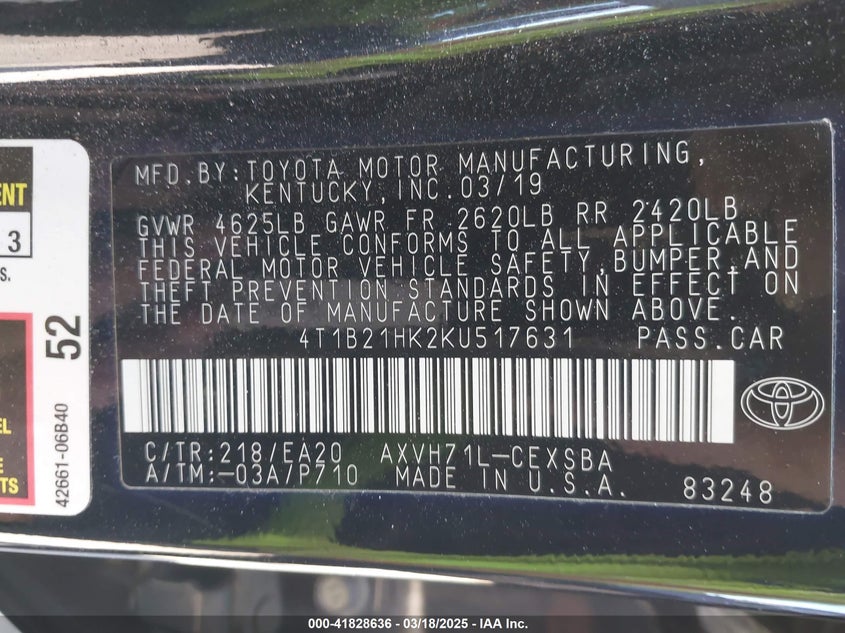 MFD.BY:TOYOTA MOTOR MANUFACTURING,
KENTUCKY,INC.03/19
GVWR 4625LB GAWR FR 2620LB RR 2420LB
THIS VEHICLE CONFORMS TO ALL APPLICABLE
FEDERAL MOTOR VEHICLE SAFETY,BUMPER,AND
THEFT PREVENTION STANDARDS IN EFFECT ON
THE DATE OF MANUFACTURE SHOWN ABOVE.
4T1B21HK2KU517631 PASS.CAR
C/TR:218/EA20 AXVH71L-CEXSBA
A/TM:-03A/P710 MADE IN U.S.A. 83248
ENT
3
S.
52
42661-06B40
EL
E
TS
000-41828636 - 03/18/2025 - IAA Inc.